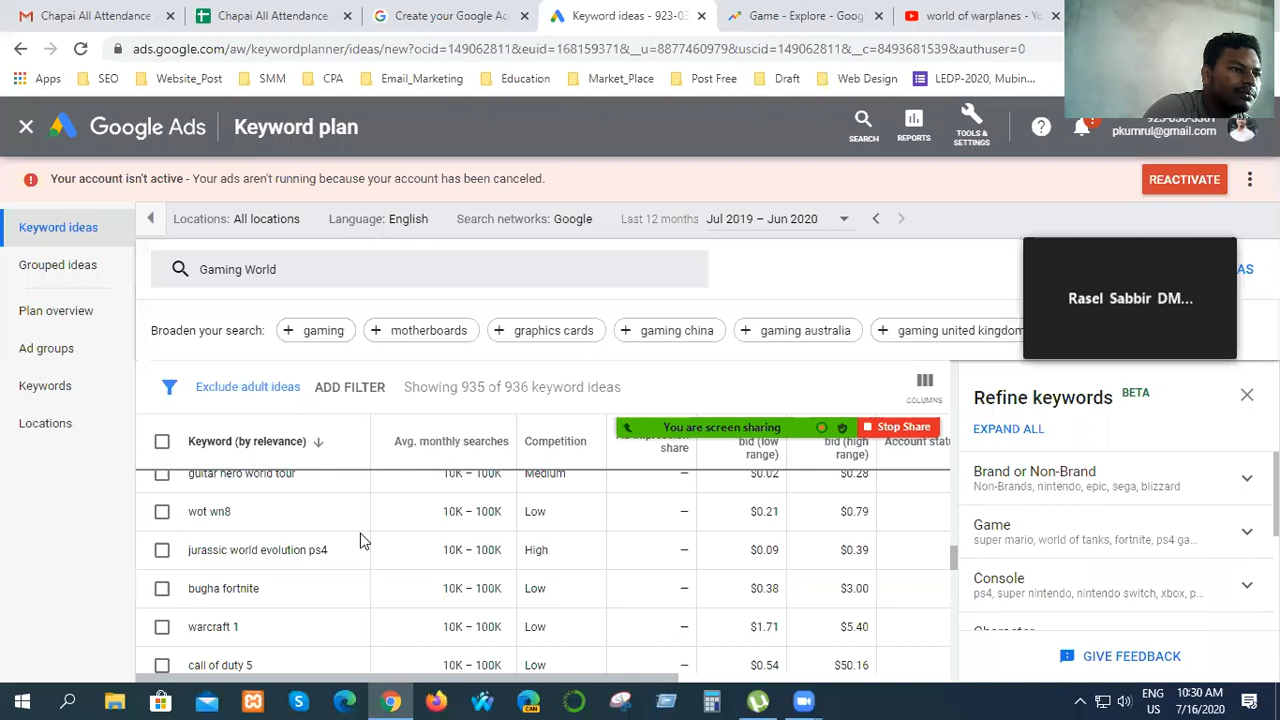 Chapai All Attendance
Chapai All Attendance
Create your Google Ac
Keyword ideas - 923-03
Game - Explore - Goog
world of warplanes - Yo
ads.google.com/aw/keywordplanner/ideas/new?ocid=149062811&euid=168159371&__u=8877460979&uscid=149062811&__c=8493681539&authuser=0
Apps SEO Website_Post SMM CPA Email_Marketing Education Market_Place Post Free Draft Web Design LEDP-2020, Mubin...
Google Ads Keyword plan
SEARCH
REPORTS
TOOLS &
SETTINGS
pkumrul@gmail.com
Your account isn't active - Your ads aren't running because your account has been canceled.
REACTIVATE
Keyword ideas
Grouped ideas
Plan overview
Ad groups
Keywords
Locations
Locations: All locations Language: English Search networks: Google Last 12 months Jul 2019 – Jun 2020
Gaming World
AS
Rasel Sabbir DM...
Broaden your search: gaming motherboards graphics cards gaming china gaming australia gaming united kingdom
Exclude adult ideas ADD FILTER Showing 935 of 936 keyword ideas
COLUMNS
You are screen sharing Stop Share
Keyword (by relevance) Avg. monthly searches Competition share bid (low range) bid (high range) Account stat
guitar hero world tour 10K – 100K Medium – $0.02 $0.28
wot wn8 10K – 100K Low – $0.21 $0.79
jurassic world evolution ps4 10K – 100K High – $0.09 $0.39
bugha fortnite 10K – 100K Low – $0.38 $3.00
warcraft 1 10K – 100K Low – $1.71 $5.40
call of duty 5 10K – 100K Low – $0.54 $50.16
Refine keywords BETA
EXPAND ALL
Brand or Non-Brand
Non-Brands, nintendo, epic, sega, blizzard
Game
super mario, world of tanks, fortnite, ps4 ga...
Console
ps4, super nintendo, nintendo switch, xbox, p...
GIVE FEEDBACK
ENG
US
10:30 AM
7/16/2020